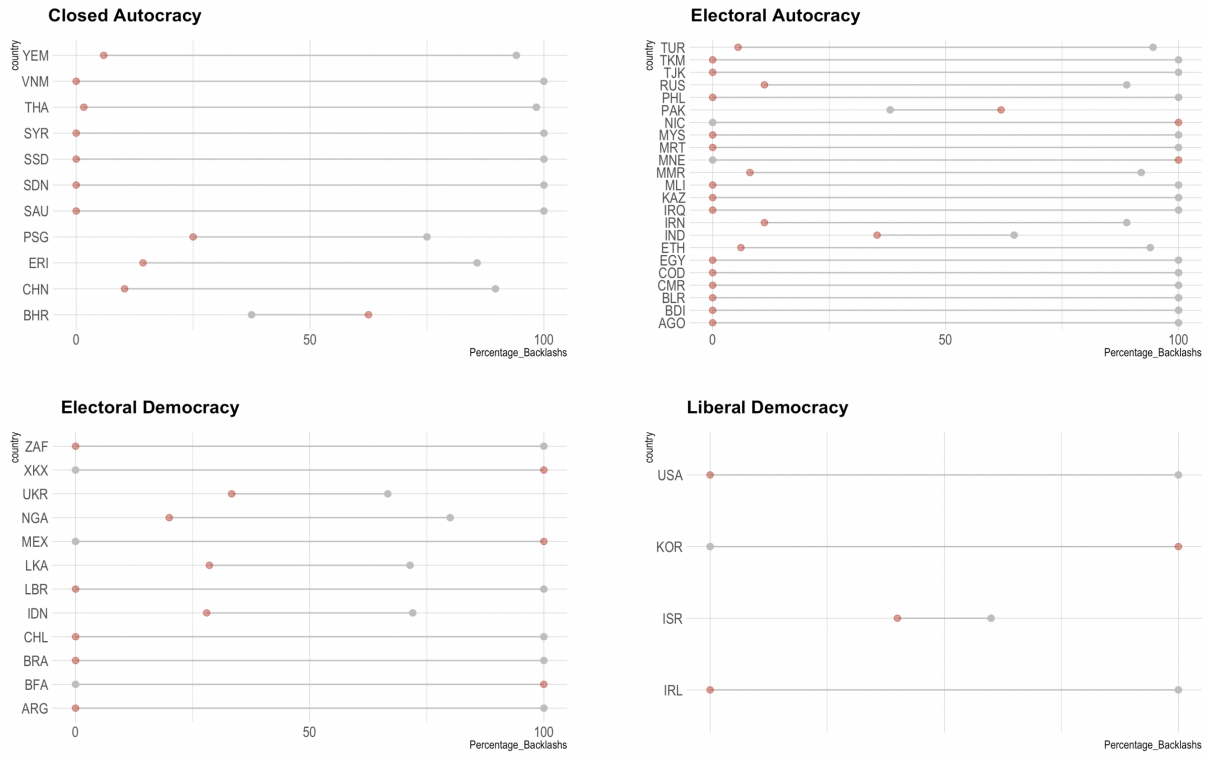 Closed Autocracy
country
YEM
VNM
THA
SYR
SSD
SDN
SAU
PSG
ERI
CHN
BHR
0 50 100
Percentage_Backlashs
Electoral Autocracy
country
TUR
TKM
TJK
RUS
PHL
PAK
NIC
MYS
MRT
MNE
MMR
MLI
KAZ
IRQ
IRN
IND
ETH
EGY
COD
CMR
BLR
BDI
AGO
0 50 100
Percentage_Backlashs
Electoral Democracy
country
ZAF
XKX
UKR
NGA
MEX
LKA
LBR
IDN
CHL
BRA
BFA
ARG
0 50 100
Percentage_Backlashs
Liberal Democracy
country
USA
KOR
ISR
IRL
Percentage_Backlashs